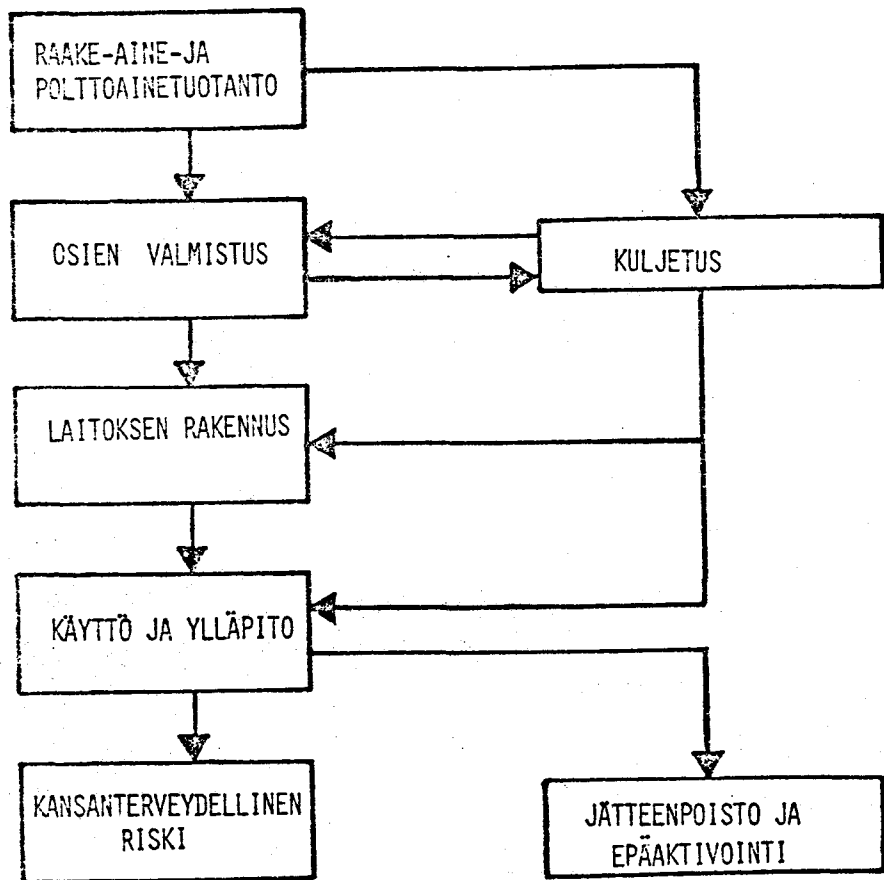 RAAKE-AINE-JA
POLTTOAINETUOTANTO
OSIEN VALMISTUS
KULJETUS
LAITOKSEN RAKENNUS
KÄYTTÖ JA YLLÄPITO
KANSANTERVEYDELLINEN
RISKI
JÄTTEENPOISTO JA
EPÄAKTIVOINTI